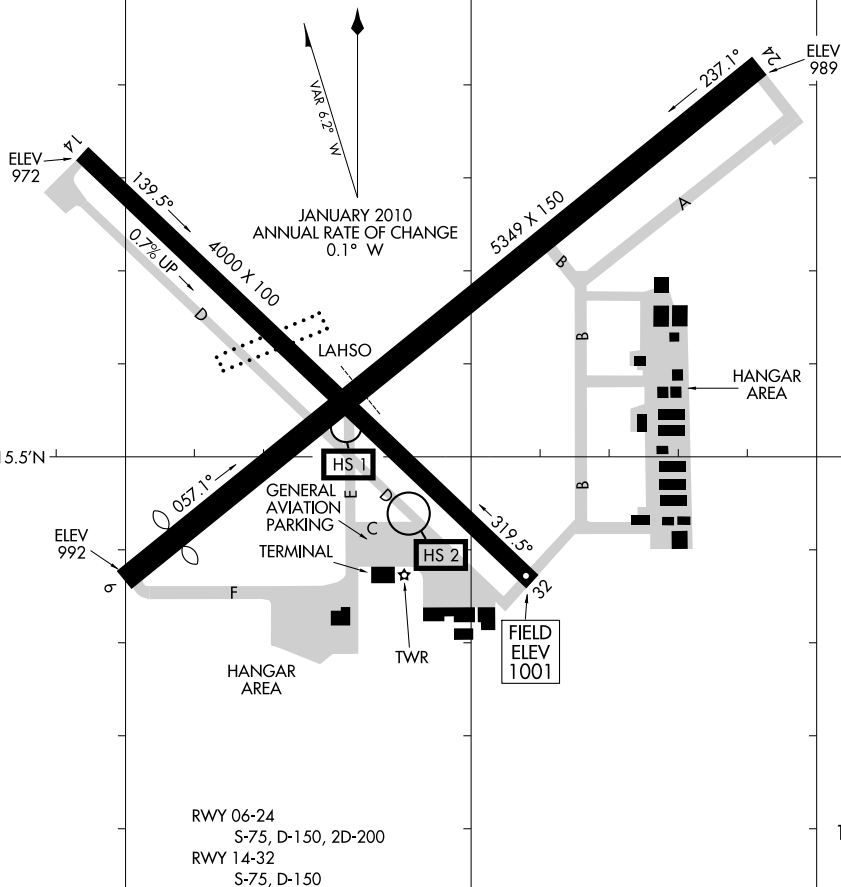 24
ELEV
989
237.1°
VAR 6.2° W
14
ELEV
972
139.5°
JANUARY 2010
ANNUAL RATE OF CHANGE
0.1° W
5349 X 150
A
0.7% UP
4000 X 100
B
D
B
LAHSO
HANGAR
AREA
15.5'N
HS 1
057.1°
GENERAL
AVIATION
PARKING
E
D
B
C
319.5°
ELEV
992
TERMINAL
HS 2
6
F
32
FIELD
ELEV
1001
TWR
HANGAR
AREA
RWY 06-24
S-75, D-150, 2D-200
RWY 14-32
S-75, D-150